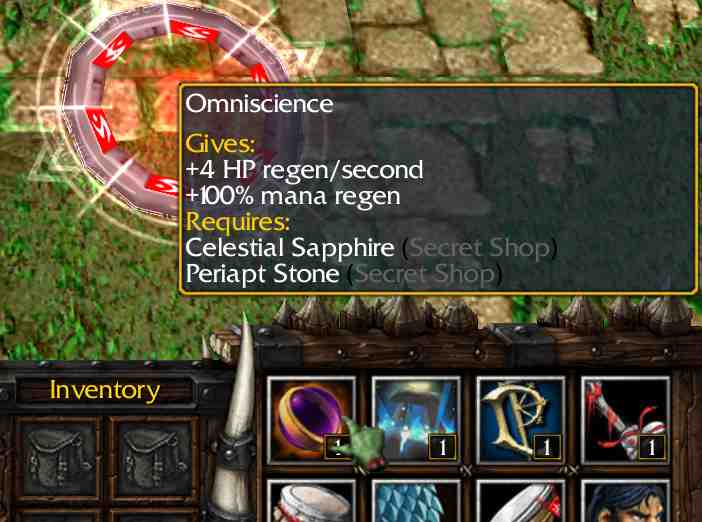 Omniscience
Gives:
+4 HP regen/second
+100% mana regen
Requires:
Celestial Sapphire (Secret Shop)
Periapt Stone (Secret Shop)
Inventory
1 1 1 1